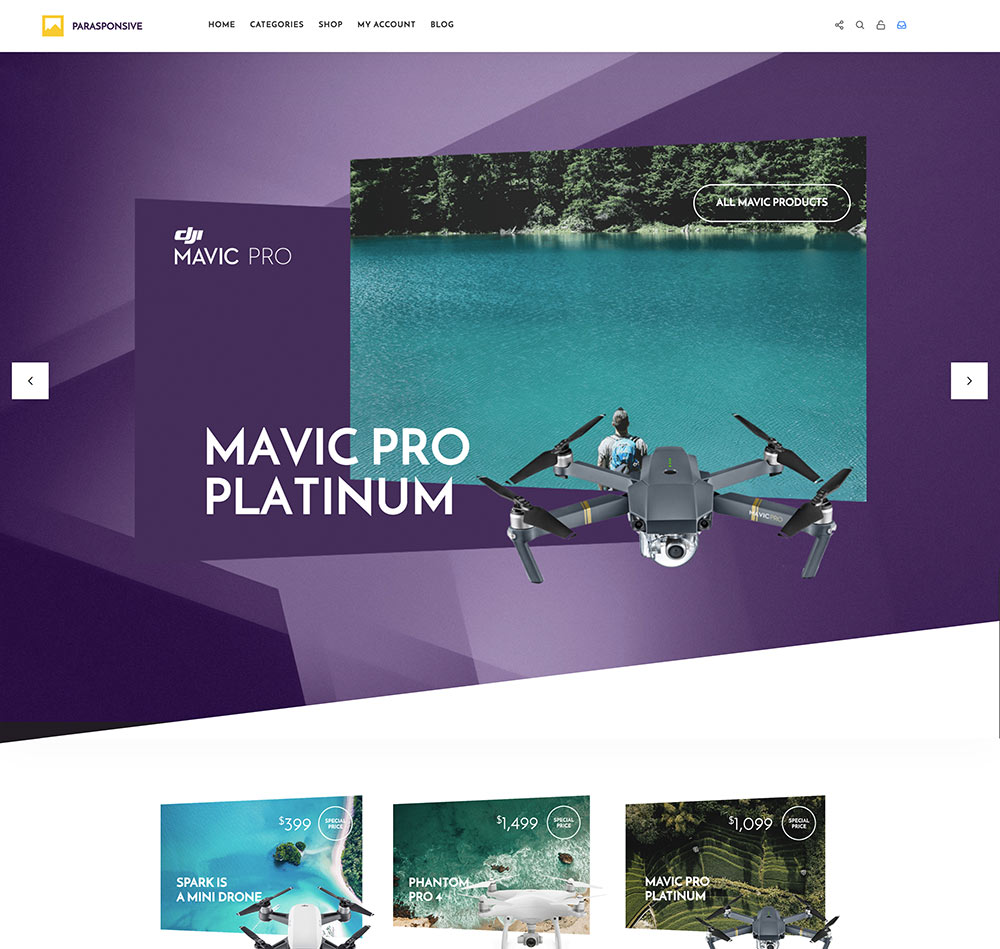 PARASPONSIVE
HOME CATEGORIES SHOP MY ACCOUNT BLOG
ALL MAVIC PRODUCTS
dji
MAVIC PRO
MAVIC PRO
PLATINUM
MAVIC PRO
$399
SPECIAL
PRICE
SPARK IS
A MINI DRONE
$1,499
SPECIAL
PRICE
PHANTOM
PRO 4
$1,099
SPECIAL
PRICE
MAVIC PRO
PLATINUM